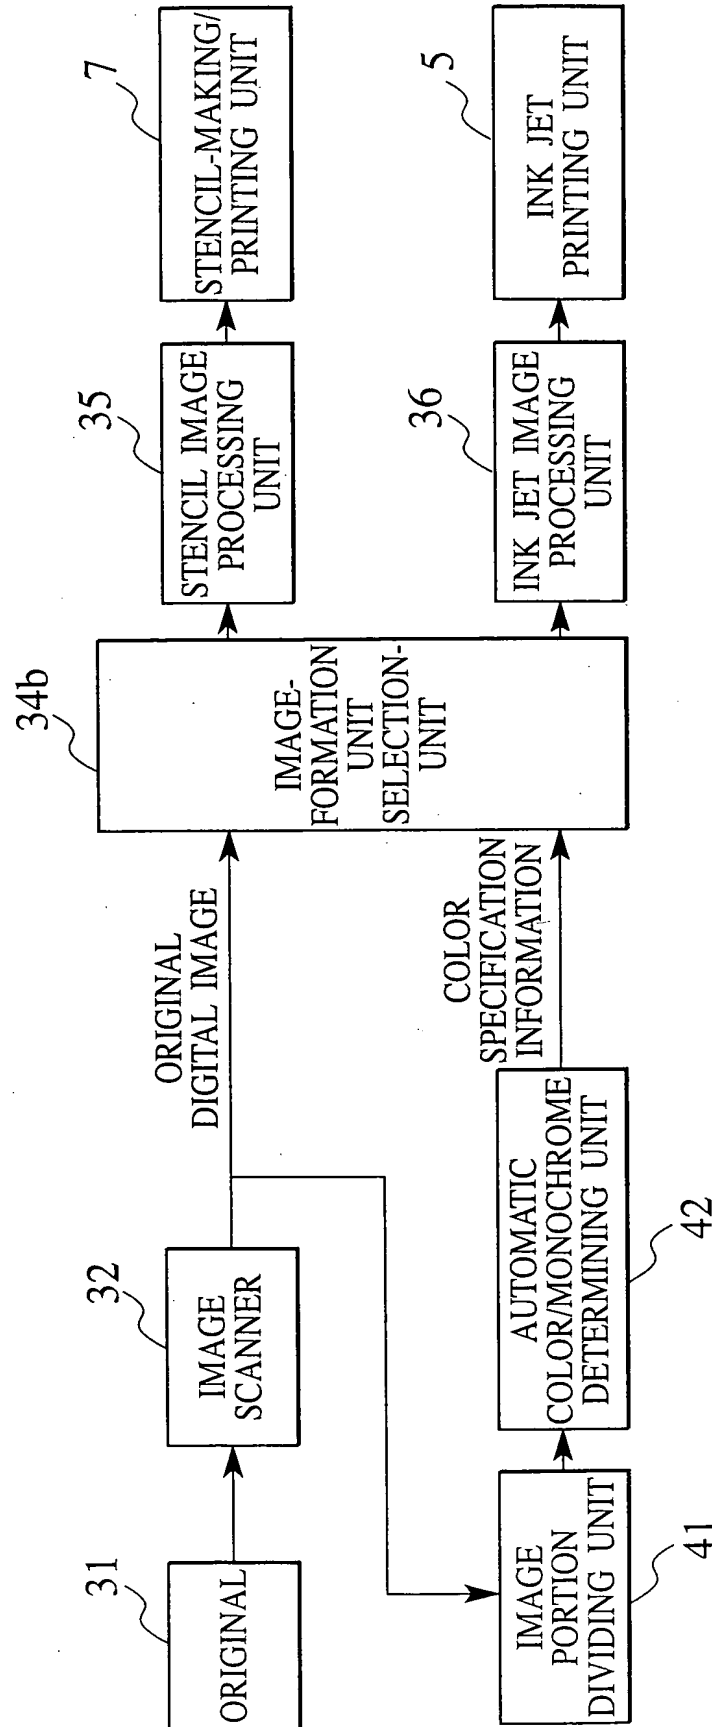 31
ORIGINAL
32
IMAGE
SCANNER
ORIGINAL
DIGITAL IMAGE
34b
IMAGE-
FORMATION
UNIT
SELECTION-
UNIT
35
STENCIL IMAGE
PROCESSING
UNIT
7
STENCIL-MAKING/
PRINTING UNIT
IMAGE
PORTION
DIVIDING UNIT
41
AUTOMATIC
COLOR/MONOCHROME
DETERMINING UNIT
42
COLOR
SPECIFICATION
INFORMATION
36
INK JET IMAGE
PROCESSING
UNIT
5
INK JET
PRINTING UNIT